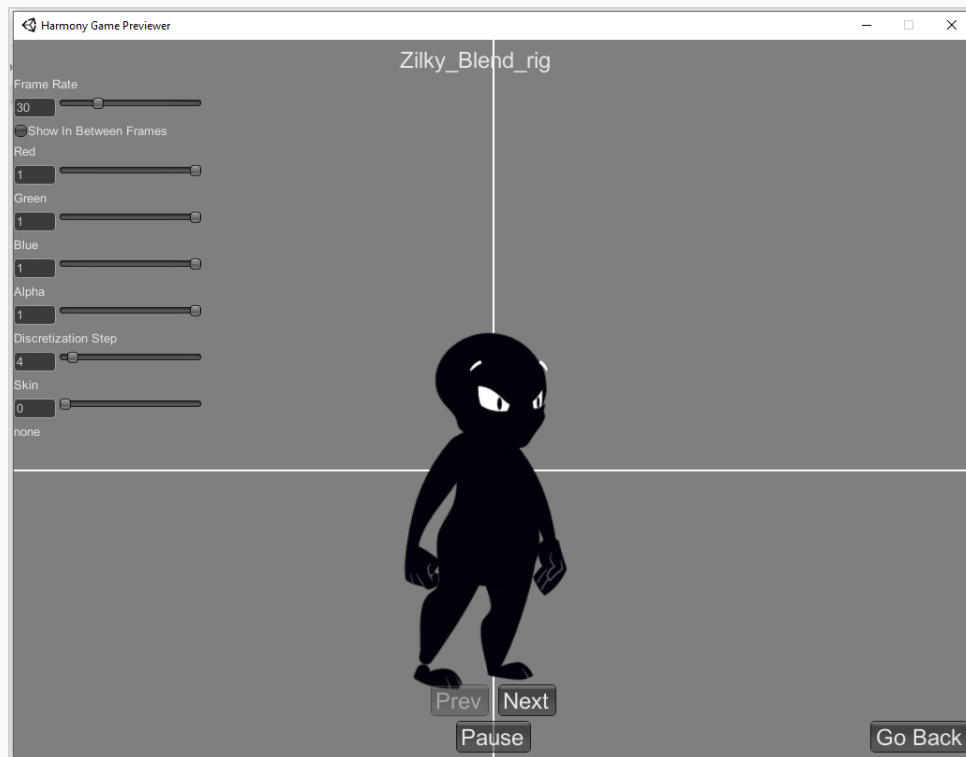 Harmony Game Previewer
Zilky_Blend_rig
Frame Rate
30
Show In Between Frames
Red
1
Green
1
Blue
1
Alpha
1
Discretization Step
4
Skin
0
none
Prev Next
Pause
Go Back